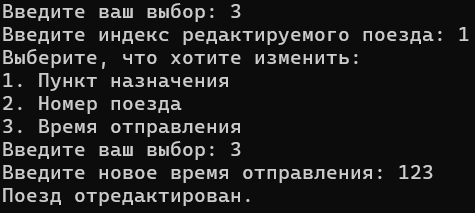 Введите ваш выбор: 3
Введите индекс редактируемого поезда: 1
Выберите, что хотите изменить:
1. Пункт назначения
2. Номер поезда
3. Время отправления
Введите ваш выбор: 3
Введите новое время отправления: 123
Поезд отредактирован.